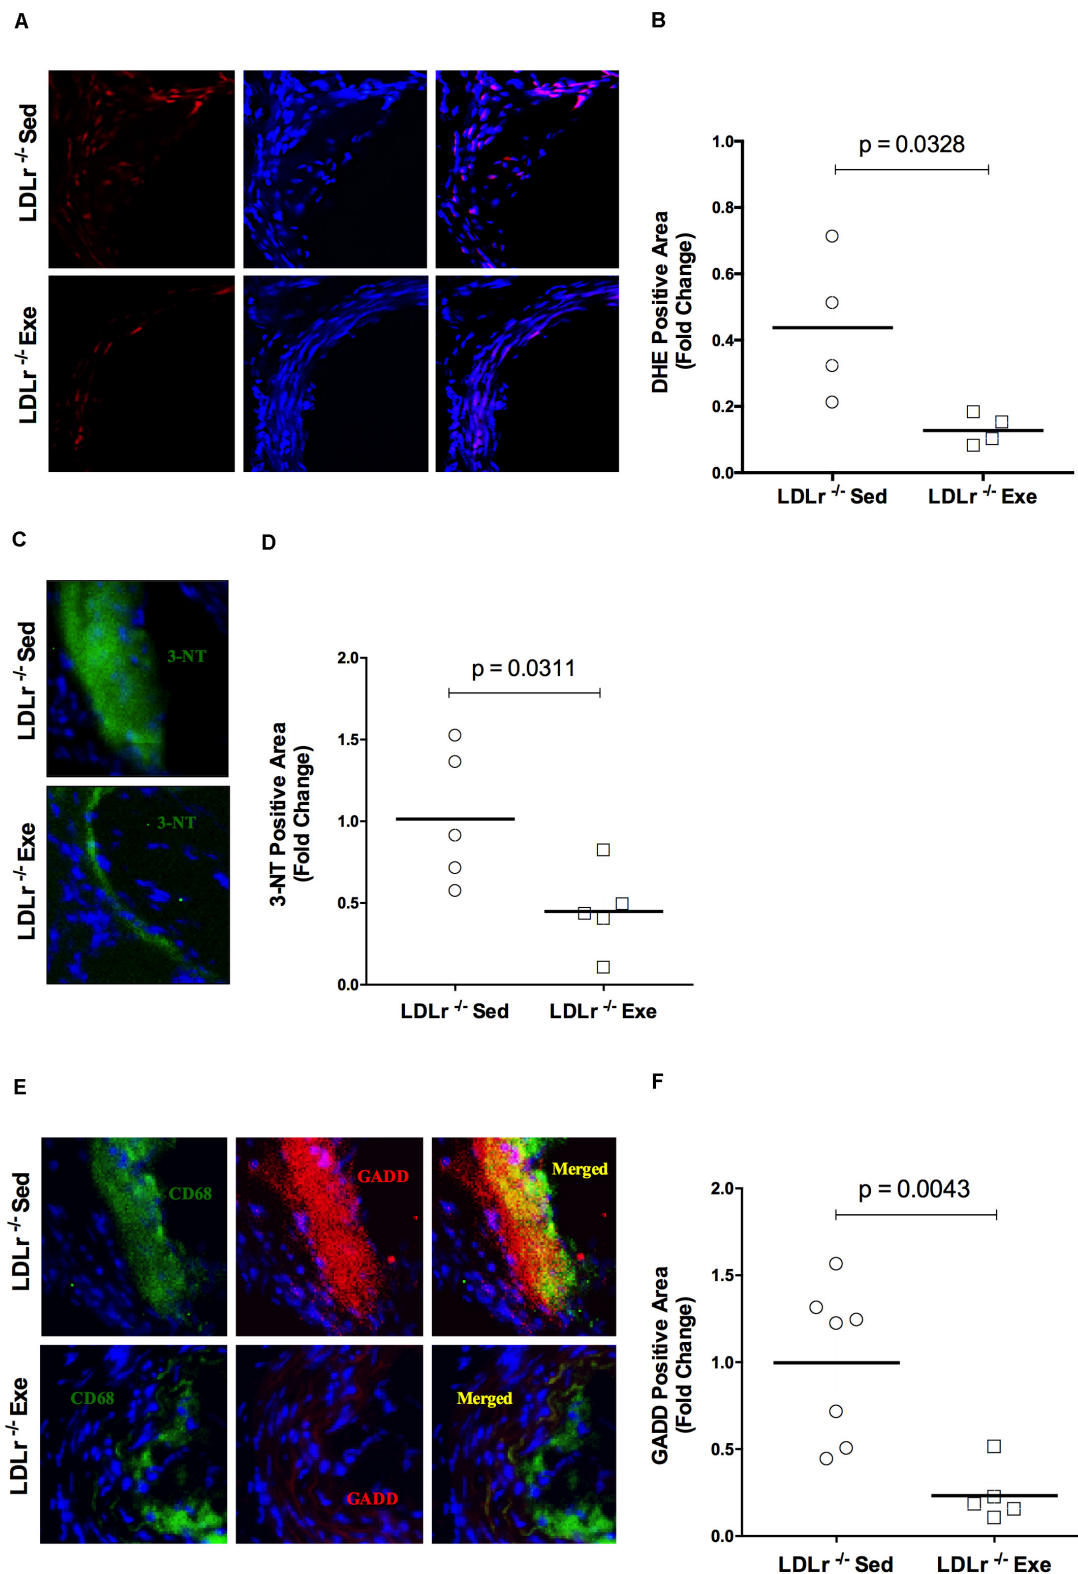 A
B
LDLr -/- Sed
LDLr -/- Exe
DHE Positive Area
(Fold Change)
p = 0.0328
1.0
0.8
0.6
0.4
0.2
0.0
LDLr -/- Sed
LDLr -/- Exe
C
D
LDLr -/- Sed
3-NT
LDLr -/- Exe
3-NT
3-NT Positive Area
(Fold Change)
p = 0.0311
2.0
1.5
1.0
0.5
0.0
LDLr -/- Sed
LDLr -/- Exe
E
F
LDLr -/- Sed
CD68
GADD
Merged
LDLr -/- Exe
CD68
GADD
Merged
GADD Positive Area
(Fold Change)
p = 0.0043
2.0
1.5
1.0
0.5
0.0
LDLr -/- Sed
LDLr -/- Exe